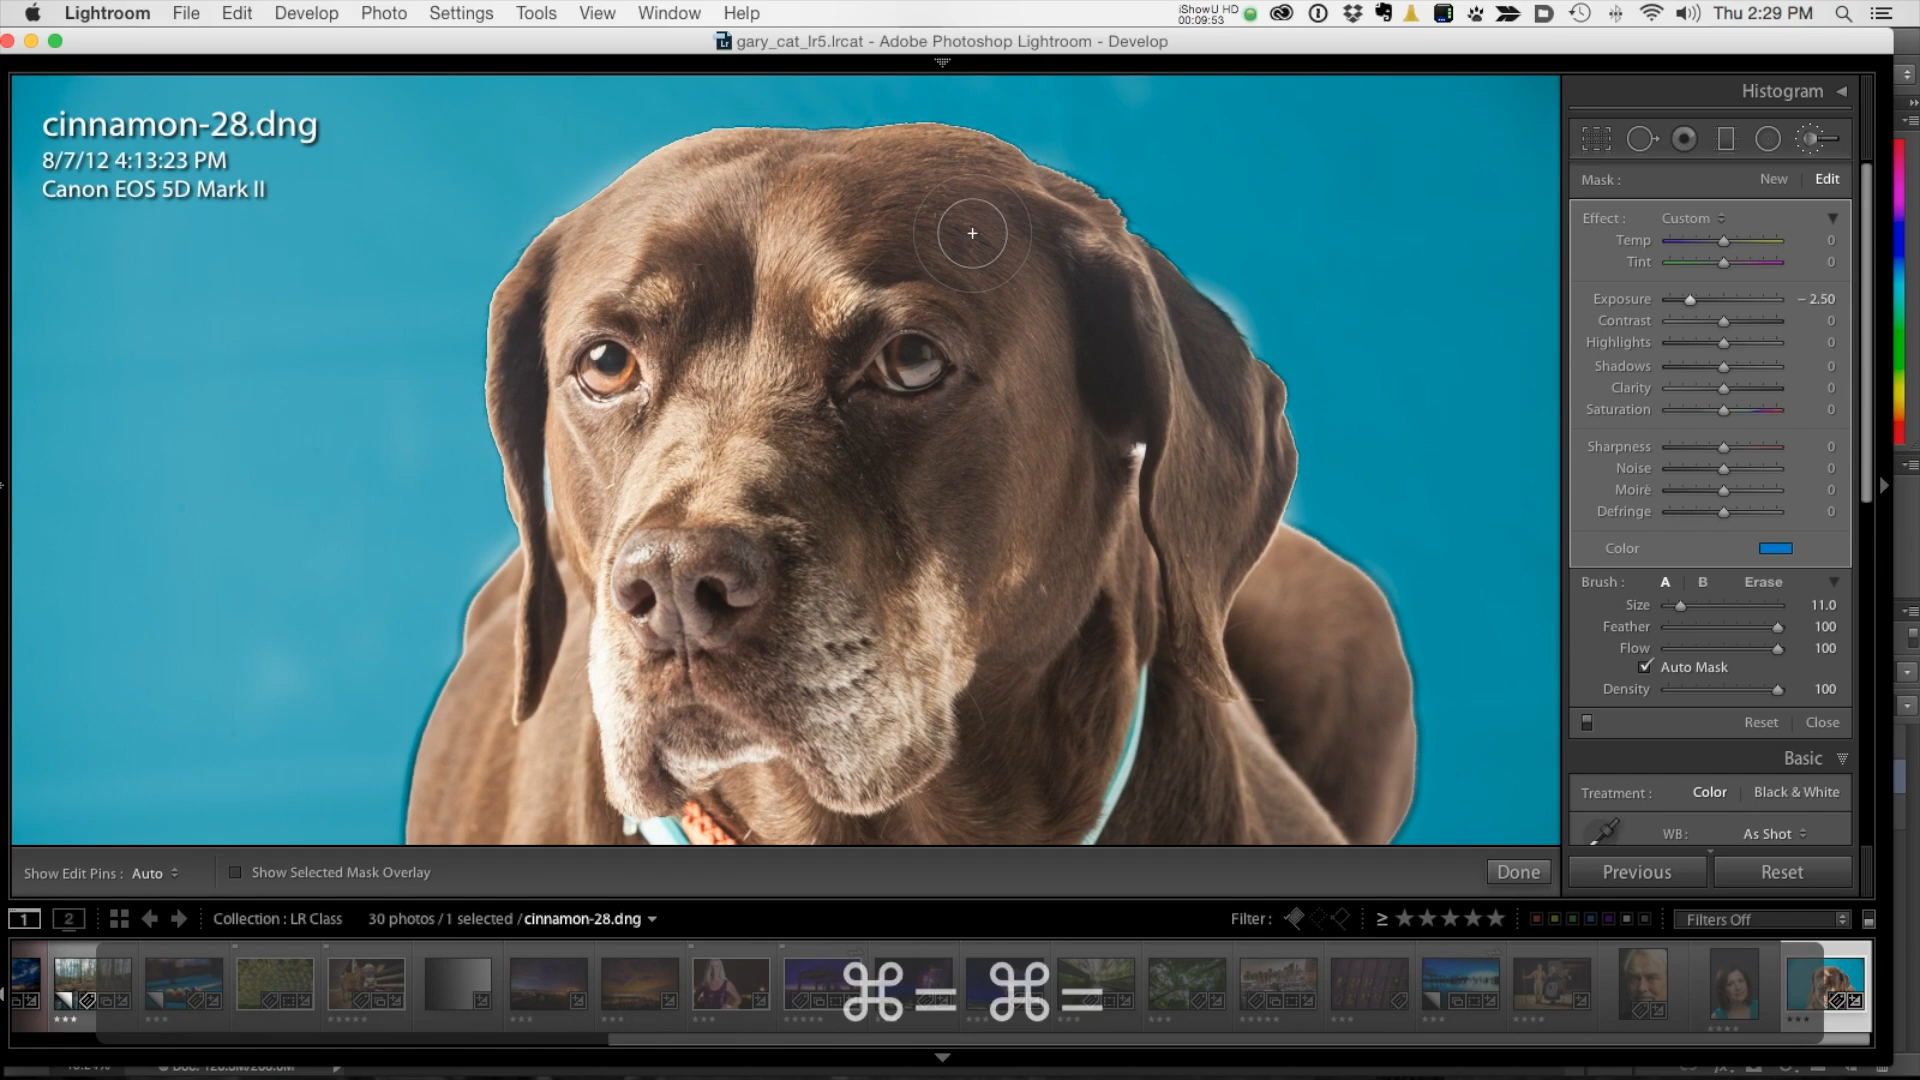 Lightroom File Edit Develop Photo Settings Tools View Window Help iShowU HD 00:09:53 Thu 2:29 PM
gary_cat_lr5.lrcat - Adobe Photoshop Lightroom - Develop
Histogram
cinnamon-28.dng
8/7/12 4:13:23 PM
Canon EOS 5D Mark II
Mask : New Edit
Effect : Custom
Temp 0
Tint 0
Exposure – 2.50
Contrast 0
Highlights 0
Shadows 0
Clarity 0
Saturation 0
Sharpness 0
Noise 0
Moiré 0
Defringe 0
Color
Brush : A B Erase
Size 11.0
Feather 100
Flow 100
Auto Mask
Density 100
Reset Close
Basic
Treatment : Color Black & White
WB : As Shot
Show Edit Pins : Auto Show Selected Mask Overlay Done Previous Reset
1 2 Collection : LR Class 30 photos / 1 selected / cinnamon-28.dng Filter : ≥ Filters Off
⌘= ⌘=